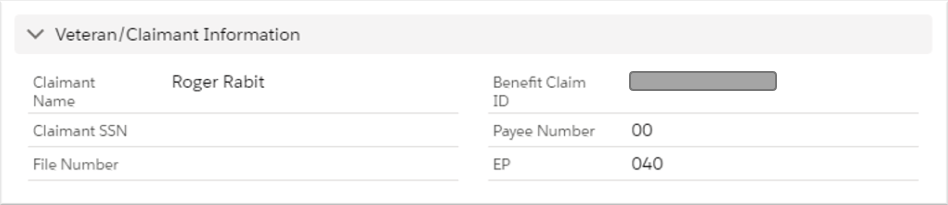 Veteran/Claimant Information
Claimant Name Roger Rabit
Benefit Claim ID
Claimant SSN
Payee Number 00
File Number
EP 040